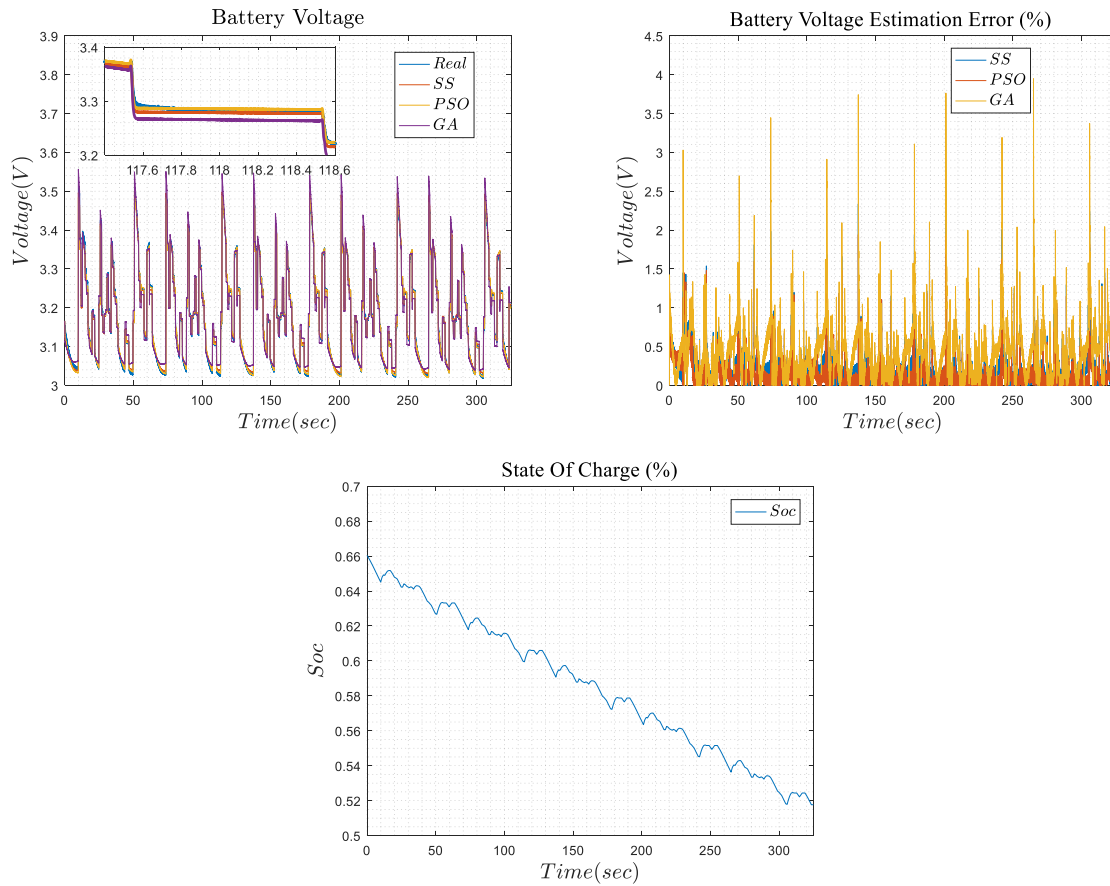 Battery Voltage
3.9
3.8
3.7
3.6
3.5
3.4
3.3
3.2
3.1
3
Voltage(V)
0 50 100 150 200 250 300
Time(sec)
3.4
3.3
3.2
117.6 117.8 118 118.2 118.4 118.6
Real
SS
PSO
GA
Battery Voltage Estimation Error (%)
4.5
4
3.5
3
2.5
2
1.5
1
0.5
0
Voltage(V)
0 50 100 150 200 250 300
Time(sec)
SS
PSO
GA
State Of Charge (%)
0.7
0.68
0.66
0.64
0.62
0.6
0.58
0.56
0.54
0.52
0.5
Soc
0 50 100 150 200 250 300
Time(sec)
Soc